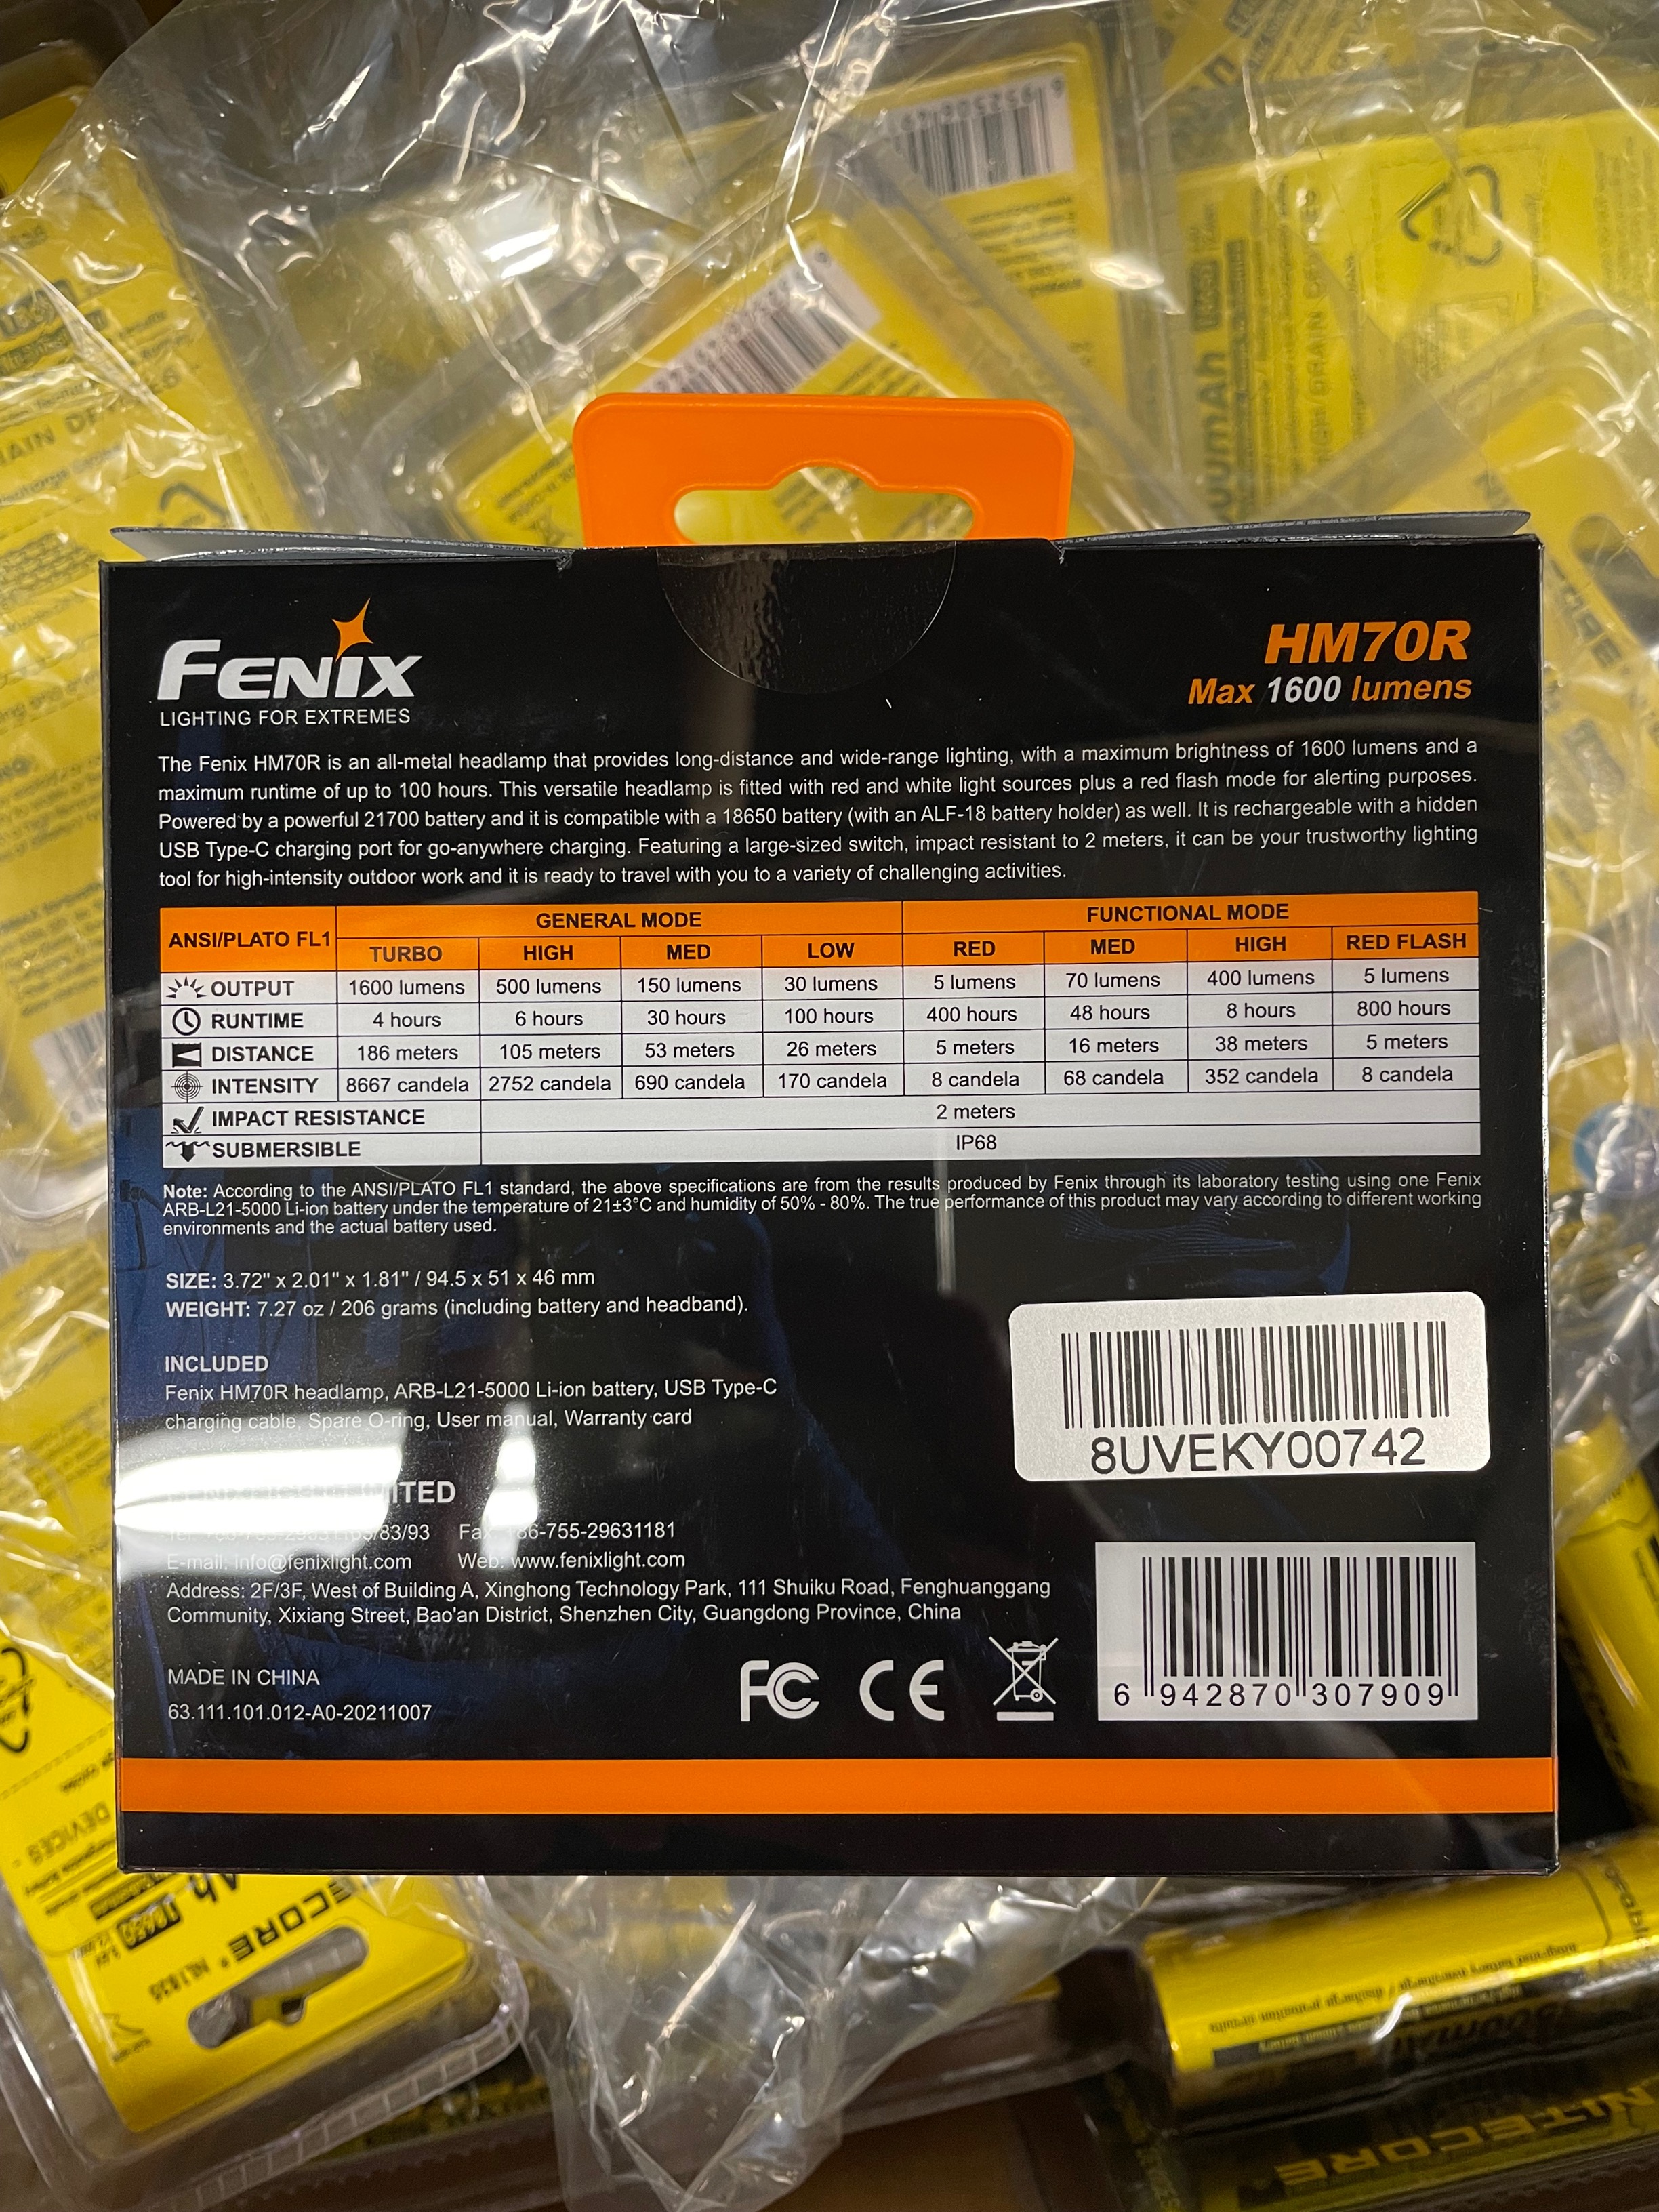 FENIX
LIGHTING FOR EXTREMES
HM70R
Max 1600 lumens
The Fenix HM70R is an all-metal headlamp that provides long-distance and wide-range lighting, with a maximum brightness of 1600 lumens and a
maximum runtime of up to 100 hours. This versatile headlamp is fitted with red and white light sources plus a red flash mode for alerting purposes.
Powered by a powerful 21700 battery and it is compatible with a 18650 battery (with an ALF-18 battery holder) as well. It is rechargeable with a hidden
USB Type-C charging port for go-anywhere charging. Featuring a large-sized switch, impact resistant to 2 meters, it can be your trustworthy lighting
tool for high-intensity outdoor work and it is ready to travel with you to a variety of challenging activities.
ANSI/PLATO FL1 GENERAL MODE FUNCTIONAL MODE
TURBO HIGH MED LOW RED MED HIGH RED FLASH
OUTPUT 1600 lumens 500 lumens 150 lumens 30 lumens 5 lumens 70 lumens 400 lumens 5 lumens
RUNTIME 4 hours 6 hours 30 hours 100 hours 400 hours 48 hours 8 hours 800 hours
DISTANCE 186 meters 105 meters 53 meters 26 meters 5 meters 16 meters 38 meters 5 meters
INTENSITY 8667 candela 2752 candela 690 candela 170 candela 8 candela 68 candela 352 candela 8 candela
IMPACT RESISTANCE 2 meters
SUBMERSIBLE IP68
Note: According to the ANSI/PLATO FL1 standard, the above specifications are from the results produced by Fenix through its laboratory testing using one Fenix
ARB-L21-5000 Li-ion battery under the temperature of 21±3°C and humidity of 50% - 80%. The true performance of this product may vary according to different working
environments and the actual battery used.
SIZE: 3.72" x 2.01" x 1.81" / 94.5 x 51 x 46 mm
WEIGHT: 7.27 oz / 206 grams (including battery and headband).
INCLUDED
Fenix HM70R headlamp, ARB-L21-5000 Li-ion battery, USB Type-C
charging cable, Spare O-ring, User manual, Warranty card
8UVEKY00742
83/93 -755-29631181
E-mail: info@fenixlight.com Web: www.fenixlight.com
Address: 2F/3F, West of Building A, Xinghong Technology Park, 111 Shuiku Road, Fenghuanggang
Community, Xixiang Street, Bao'an District, Shenzhen City, Guangdong Province, China
MADE IN CHINA
63.111.101.012-A0-20211007
FC CE
6 942870 307909
DEVICES
NL1835
NITECORE